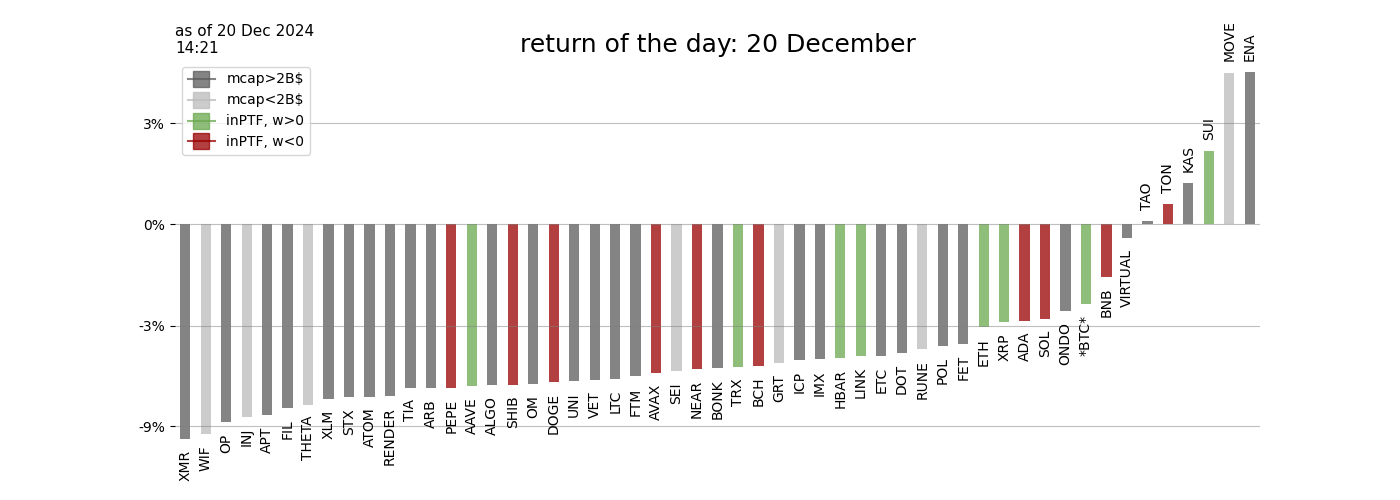 as of 20 Dec 2024
14:21
return of the day: 20 December
mcap>2B$
mcap<2B$
inPTF, w>0
inPTF, w<0
3%
0%
-3%
-9%
XMR
WIF
OP
INJ
APT
FIL
THETA
XLM
STX
ATOM
RENDER
TIA
ARB
PEPE
AAVE
ALGO
SHIB
OM
DOGE
UNI
VET
LTC
FTM
AVAX
SEI
NEAR
BONK
TRX
BCH
GRT
ICP
IMX
HBAR
LINK
ETC
DOT
RUNE
POL
FET
ETH
XRP
ADA
SOL
ONDO
*BTC*
BNB
VIRTUAL
TAO
TON
KAS
SUI
MOVE
ENA